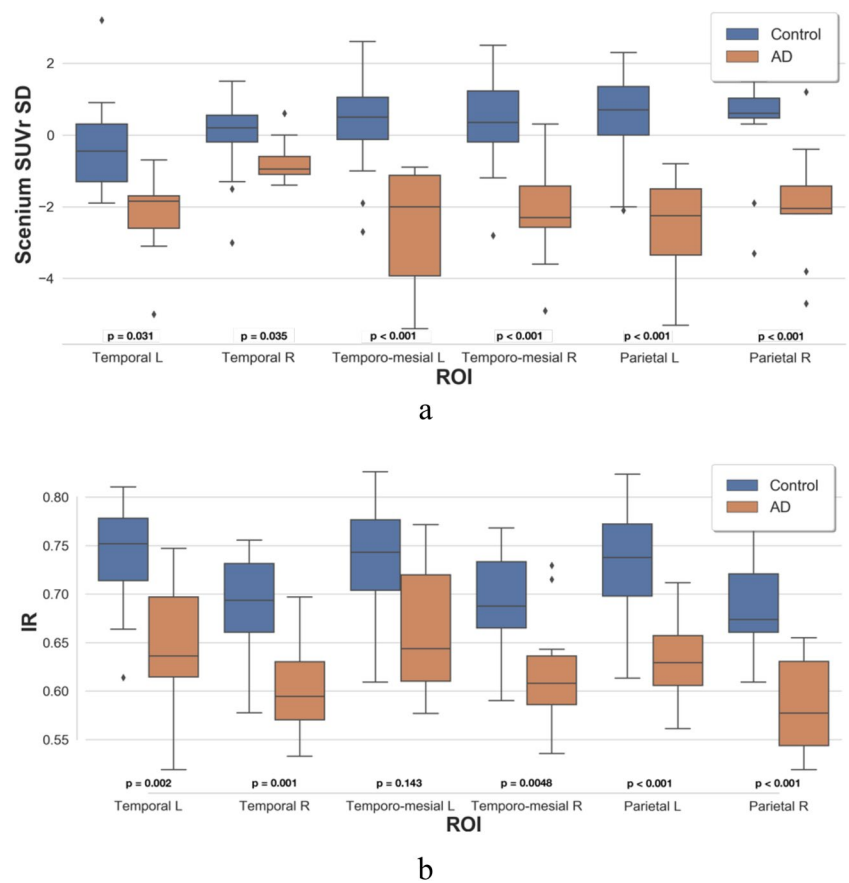 Control
AD
Scenium SUVr SD
2
0
−2
−4
p = 0.031 p = 0.035 p < 0.001 p < 0.001 p < 0.001 p < 0.001
Temporal L Temporal R Temporo-mesial L Temporo-mesial R Parietal L Parietal R
ROI
a
Control
AD
IR
0.80
0.75
0.70
0.65
0.60
0.55
p = 0.002 p = 0.001 p = 0.143 p = 0.0048 p < 0.001 p < 0.001
Temporal L Temporal R Temporo-mesial L Temporo-mesial R Parietal L Parietal R
ROI
b